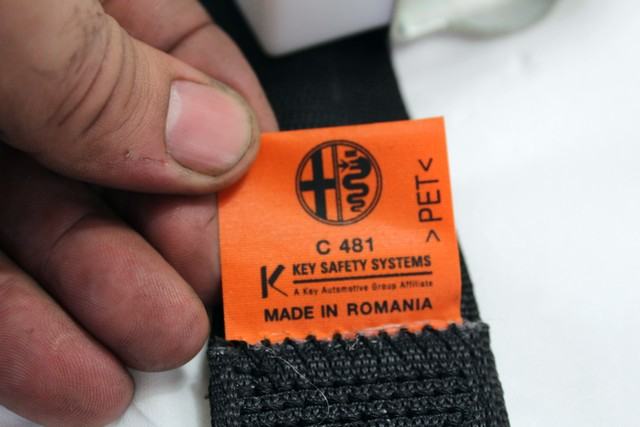 C 481
KEY SAFETY SYSTEMS
A Key Automotive Group Affiliate
MADE IN ROMANIA
>PET<